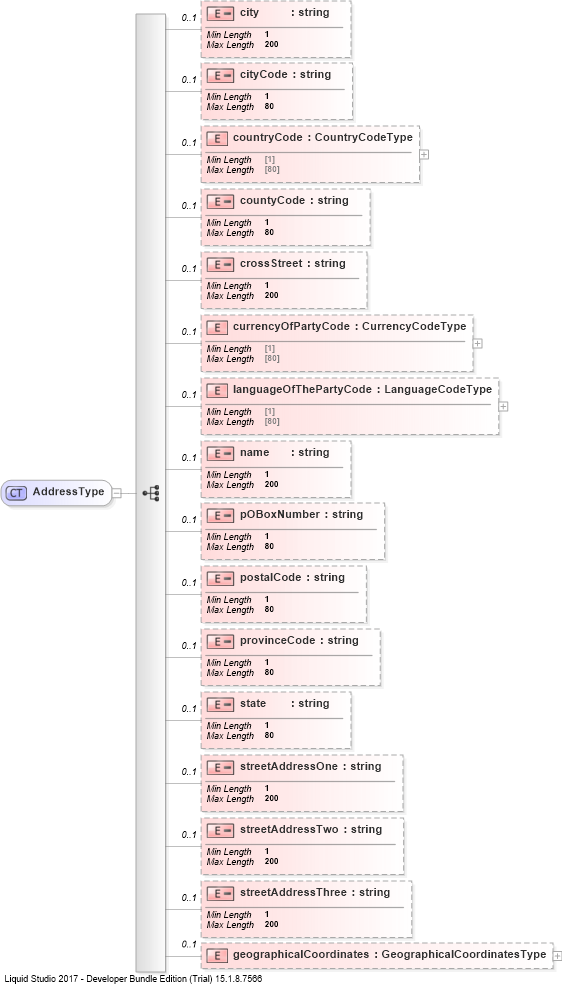 0..1
E city : string
Min Length 1
Max Length 200
0..1
E cityCode : string
Min Length 1
Max Length 80
0..1
E countryCode : CountryCodeType
Min Length [1]
Max Length [80]
0..1
E countyCode : string
Min Length 1
Max Length 80
0..1
E crossStreet : string
Min Length 1
Max Length 200
0..1
E currencyOfPartyCode : CurrencyCodeType
Min Length [1]
Max Length [80]
0..1
E languageOfThePartyCode : LanguageCodeType
Min Length [1]
Max Length [80]
0..1
E name : string
Min Length 1
Max Length 200
CT AddressType
0..1
E pOBoxNumber : string
Min Length 1
Max Length 80
0..1
E postalCode : string
Min Length 1
Max Length 80
0..1
E provinceCode : string
Min Length 1
Max Length 80
0..1
E state : string
Min Length 1
Max Length 80
0..1
E streetAddressOne : string
Min Length 1
Max Length 200
0..1
E streetAddressTwo : string
Min Length 1
Max Length 200
0..1
E streetAddressThree : string
Min Length 1
Max Length 200
0..1
E geographicalCoordinates : GeographicalCoordinatesType
Liquid Studio 2017 - Developer Bundle Edition (Trial) 15.1.8.7566